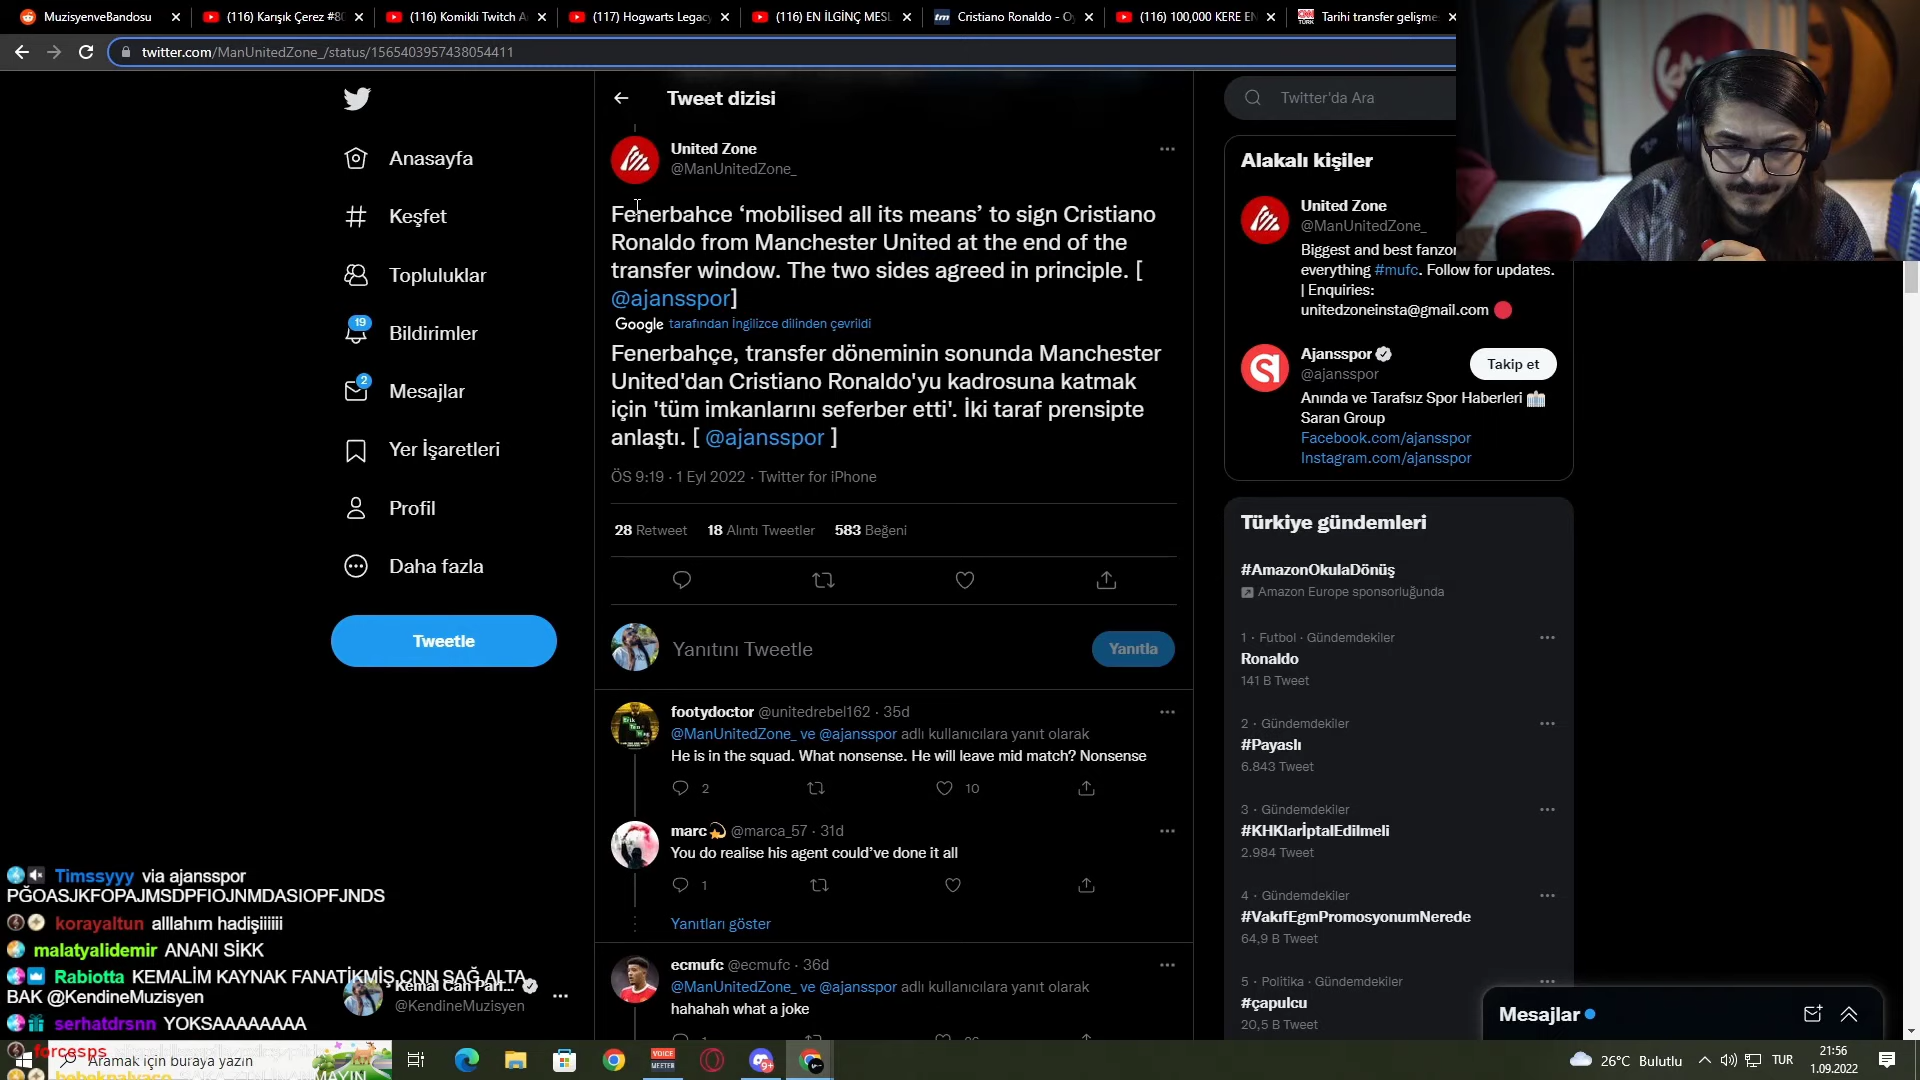 MuzisyenveBandosu
(116) Karışık Çerez #80
(116) Komikli Twitch A
(117) Hogwarts Legacy
(116) EN İLGİNÇ MESL
Cristiano Ronaldo - Oy
(116) 100,000 KERE EN
Tarihi transfer gelişme
twitter.com/ManUnitedZone_/status/1565403957438054411
Anasayfa
Keşfet
Topluluklar
19
Bildirimler
2
Mesajlar
Yer İşaretleri
Profil
Daha fazla
Tweetle
Tweet dizisi
United Zone
@ManUnitedZone_
Fenerbahce ‘mobilised all its means’ to sign Cristiano
Ronaldo from Manchester United at the end of the
transfer window. The two sides agreed in principle. [
@ajansspor]
Google tarafından İngilizce dilinden çevrildi
Fenerbahçe, transfer döneminin sonunda Manchester
United'dan Cristiano Ronaldo'yu kadrosuna katmak
için 'tüm imkanlarını seferber etti'. İki taraf prensipte
anlaştı. [ @ajansspor ]
ÖS 9:19 · 1 Eyl 2022 · Twitter for iPhone
28 Retweet 18 Alıntı Tweetler 583 Beğeni
Yanıtını Tweetle
Yanıtla
footydoctor @unitedrebel162 · 35d
@ManUnitedZone_ ve @ajansspor adlı kullanıcılara yanıt olarak
He is in the squad. What nonsense. He will leave mid match? Nonsense
2 10
marc @marca_57 · 31d
You do realise his agent could’ve done it all
1
Yanıtları göster
ecmufc @ecmufc · 36d
@ManUnitedZone_ ve @ajansspor adlı kullanıcılara yanıt olarak
hahahah what a joke
Twitter'da Ara
Alakalı kişiler
United Zone
@ManUnitedZone_
Biggest and best fanzon
everything #mufc. Follow for updates.
| Enquiries:
unitedzoneinsta@gmail.com
Ajansspor
@ajansspor
Takip et
Anında ve Tarafsız Spor Haberleri
Saran Group
Facebook.com/ajansspor
Instagram.com/ajansspor
Türkiye gündemleri
#AmazonOkulaDönüş
Amazon Europe sponsorluğunda
1 · Futbol · Gündemdekiler
Ronaldo
141 B Tweet
2 · Gündemdekiler
#Payaslı
6.843 Tweet
3 · Gündemdekiler
#KHKlarİptalEdilmeli
2.984 Tweet
4 · Gündemdekiler
#VakıfEgmPromosyonumNerede
64,9 B Tweet
5 · Politika · Gündemdekiler
#çapulcu
20,5 B Tweet
Mesajlar
Timssyyy via ajansspor
PĞOASJKFOPAJMSDPFIOJNMDASIOPFJNDS
korayaltun alllahım hadişiiiiii
malatyalidemir ANANI SİKK
Rabiotta KEMALİM KAYNAK FANATİKMİŞ CNN SAĞ ALTA
BAK @KendineMuzisyen
serhatdrsnn YOKSAAAAAAAA
forcesps
Kemal Can Parl...
@KendineMuzisyen
Aramak için buraya yazın
VOICE
MEETER
9+
26°C Bulutlu
TUR
21:56
1.09.2022